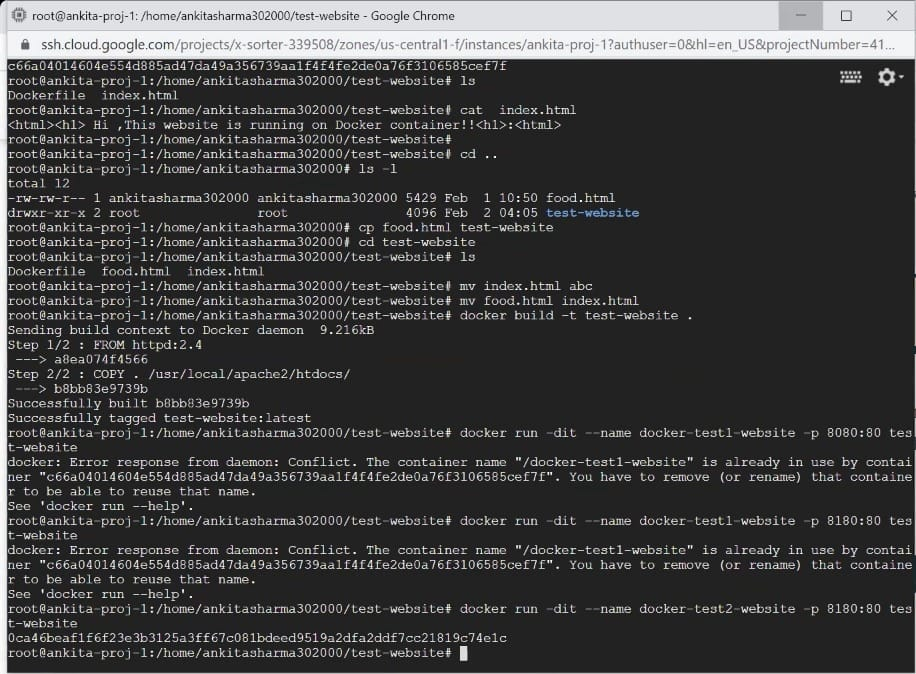 root@ankita-proj-1: /home/ankitasharma302000/test-website - Google Chrome
ssh.cloud.google.com/projects/x-sorter-339508/zones/us-central1-f/instances/ankita-proj-1?authuser=0&hl=en_US&projectNumber=41...
c66a04014604e554d885ad47da49a356739aa1f4f4fe2de0a76f3106585cef7f
root@ankita-proj-1:/home/ankitasharma302000/test-website# ls
Dockerfile  index.html
root@ankita-proj-1:/home/ankitasharma302000/test-website# cat  index.html
<html><h1> Hi ,This website is running on Docker container!!<h1>:<html>
root@ankita-proj-1:/home/ankitasharma302000/test-website#
root@ankita-proj-1:/home/ankitasharma302000/test-website# cd ..
root@ankita-proj-1:/home/ankitasharma302000# ls -l
total 12
-rw-rw-r-- 1 ankitasharma302000 ankitasharma302000 5429 Feb  1 10:50 food.html
drwxr-xr-x 2 root               root               4096 Feb  2 04:05 test-website
root@ankita-proj-1:/home/ankitasharma302000# cp food.html test-website
root@ankita-proj-1:/home/ankitasharma302000# cd test-website
root@ankita-proj-1:/home/ankitasharma302000/test-website# ls
Dockerfile  food.html  index.html
root@ankita-proj-1:/home/ankitasharma302000/test-website# mv index.html abc
root@ankita-proj-1:/home/ankitasharma302000/test-website# mv food.html index.html
root@ankita-proj-1:/home/ankitasharma302000/test-website# docker build -t test-website .
Sending build context to Docker daemon  9.216kB
Step 1/2 : FROM httpd:2.4
 ---> a8ea074f4566
Step 2/2 : COPY . /usr/local/apache2/htdocs/
 ---> b8bb83e9739b
Successfully built b8bb83e9739b
Successfully tagged test-website:latest
root@ankita-proj-1:/home/ankitasharma302000/test-website# docker run -dit --name docker-test1-website -p 8080:80 tes
t-website
docker: Error response from daemon: Conflict. The container name "/docker-test1-website" is already in use by contai
ner "c66a04014604e554d885ad47da49a356739aa1f4f4fe2de0a76f3106585cef7f". You have to remove (or rename) that containe
r to be able to reuse that name.
See 'docker run --help'.
root@ankita-proj-1:/home/ankitasharma302000/test-website# docker run -dit --name docker-test1-website -p 8180:80 tes
t-website
docker: Error response from daemon: Conflict. The container name "/docker-test1-website" is already in use by contai
ner "c66a04014604e554d885ad47da49a356739aa1f4f4fe2de0a76f3106585cef7f". You have to remove (or rename) that containe
r to be able to reuse that name.
See 'docker run --help'.
root@ankita-proj-1:/home/ankitasharma302000/test-website# docker run -dit --name docker-test2-website -p 8180:80 tes
t-website
0ca46beaf1f6f23e3b3125a3ff67c081bdeed9519a2dfa2ddf7cc21819c74e1c
root@ankita-proj-1:/home/ankitasharma302000/test-website#